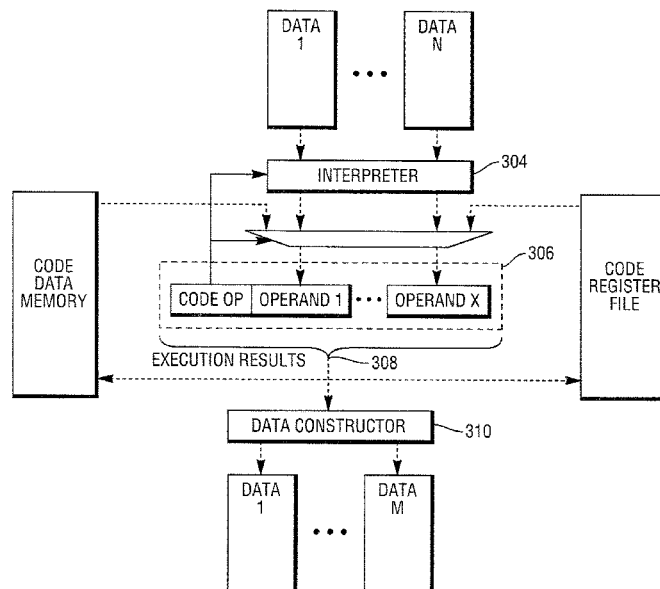 DATA
1
DATA
N
INTERPRETER
304
CODE
DATA
MEMORY
CODE
REGISTER
FILE
306
CODE OP
OPERAND 1
OPERAND X
EXECUTION RESULTS
308
DATA CONSTRUCTOR
310
DATA
1
DATA
M